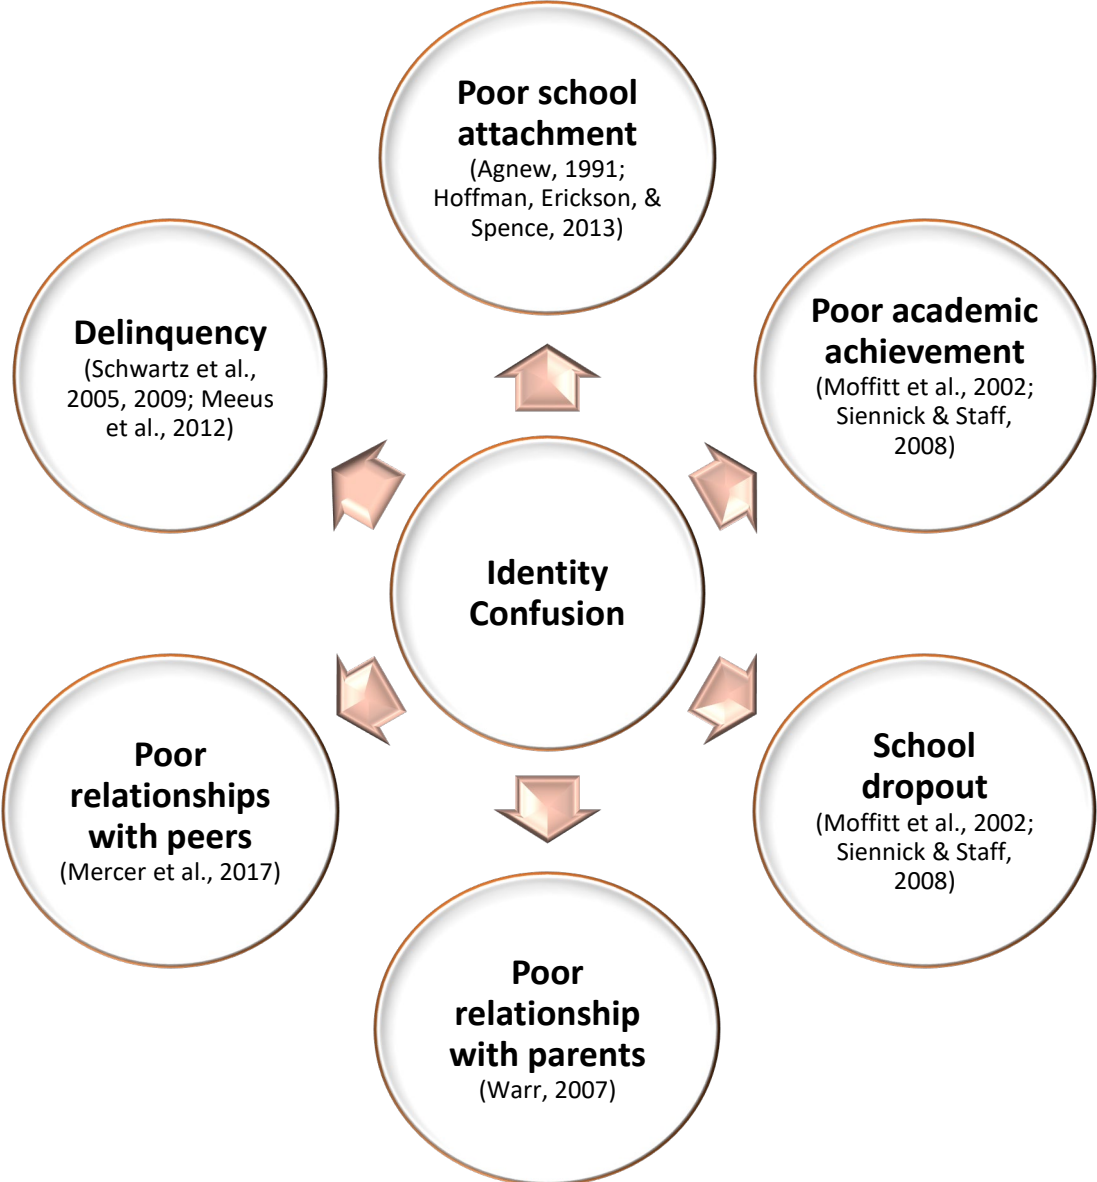 Poor school
attachment
(Agnew, 1991;
Hoffman, Erickson, &
Spence, 2013)
Poor academic
achievement
(Moffitt et al., 2002;
Siennick & Staff,
2008)
School
dropout
(Moffitt et al., 2002;
Siennick & Staff,
2008)
Poor
relationship
with parents
(Warr, 2007)
Poor
relationships
with peers
(Mercer et al., 2017)
Delinquency
(Schwartz et al.,
2005, 2009; Meeus
et al., 2012)
Identity
Confusion